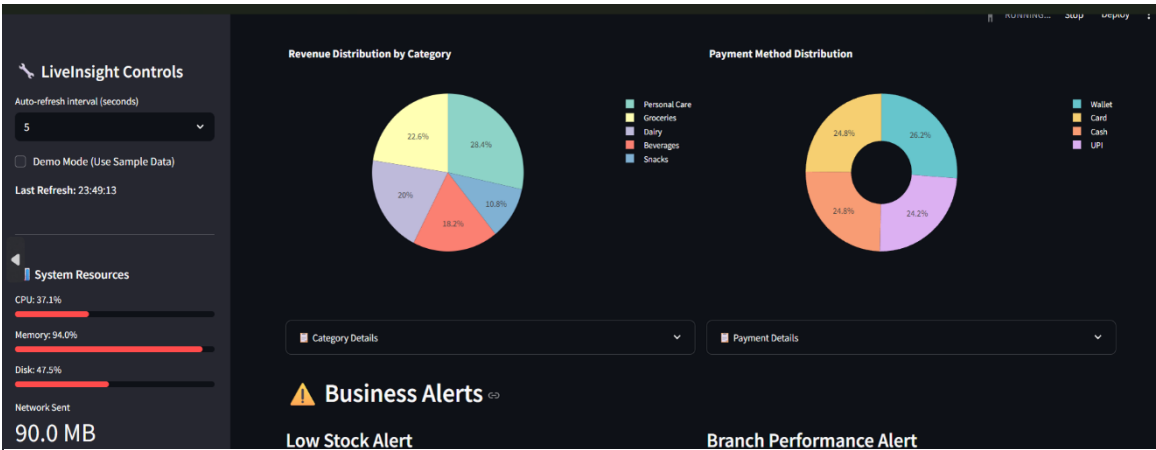 RUNNING... Stop Deploy
LiveInsight Controls
Auto-refresh interval (seconds)
5
Demo Mode (Use Sample Data)
Last Refresh: 23:49:13
System Resources
CPU: 37.1%
Memory: 94.0%
Disk: 47.5%
Network Sent
90.0 MB
Revenue Distribution by Category
22.6%
28.4%
20%
10.8%
18.2%
Personal Care
Groceries
Dairy
Beverages
Snacks
Payment Method Distribution
24.8%
26.2%
24.8%
24.2%
Wallet
Card
Cash
UPI
Category Details
Payment Details
Business Alerts
Low Stock Alert
Branch Performance Alert